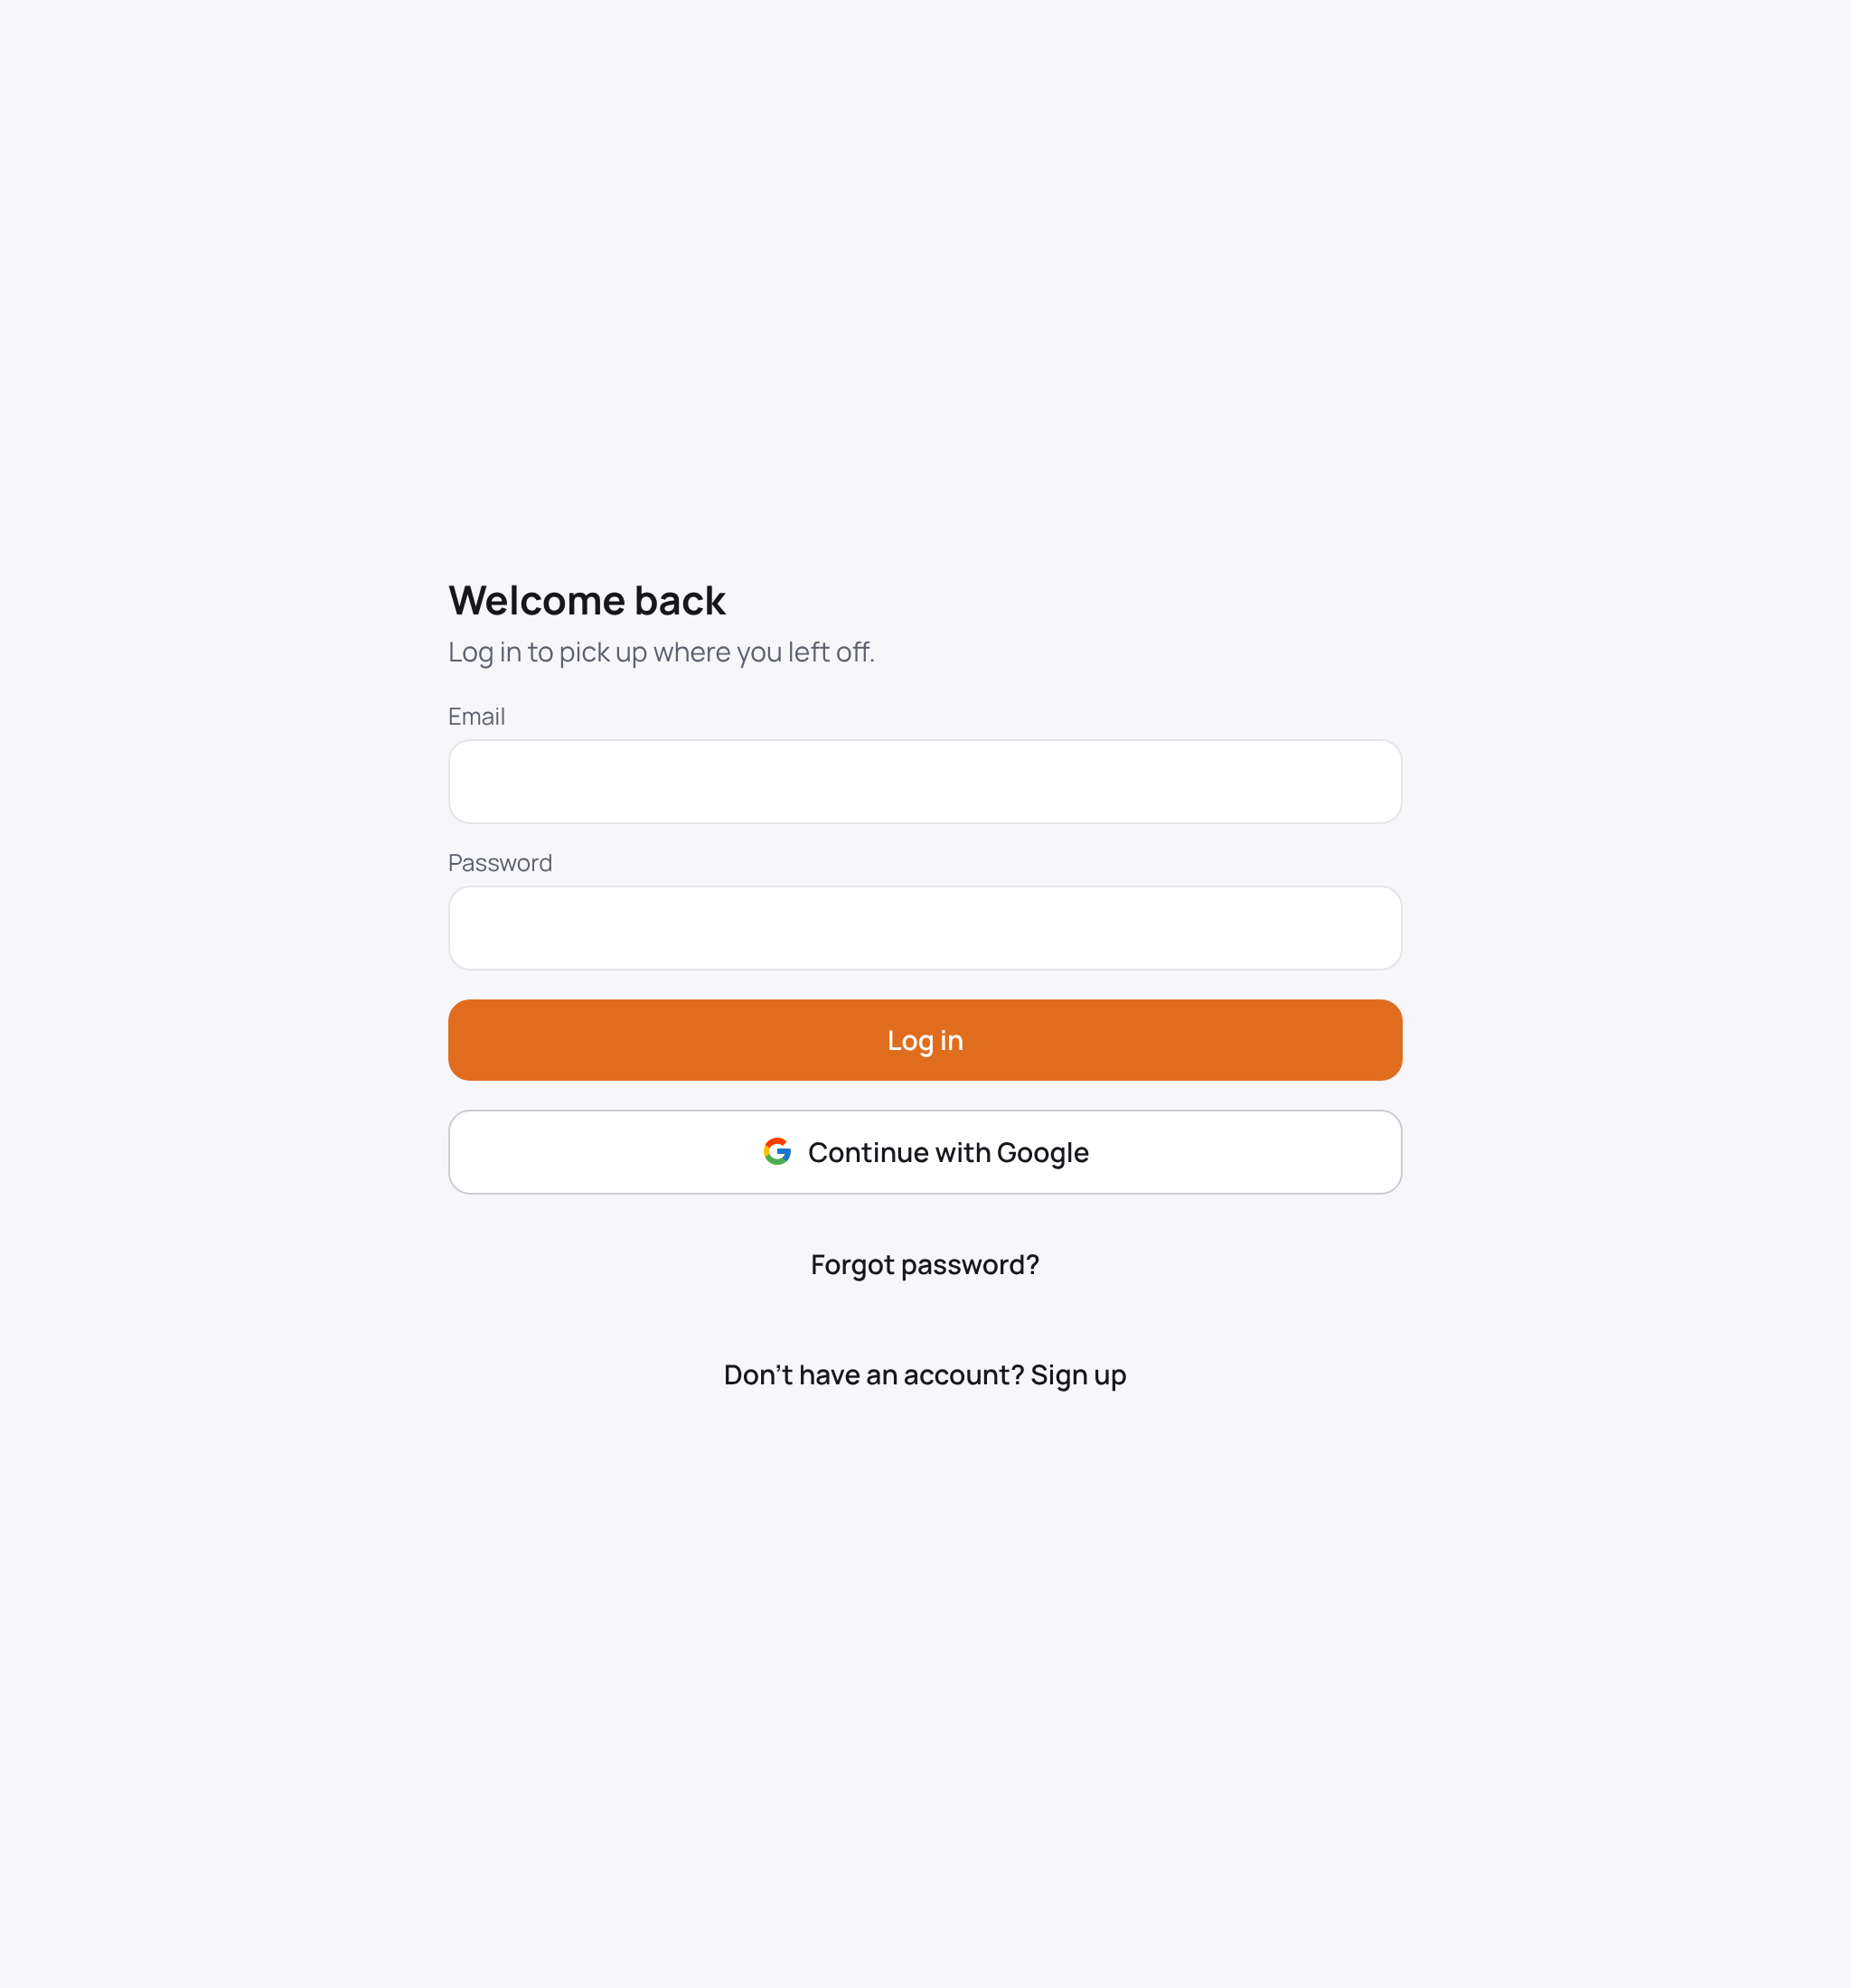 Welcome back
Log in to pick up where you left off.
Email
Password
Log in
Continue with Google
Forgot password?
Don’t have an account? Sign up